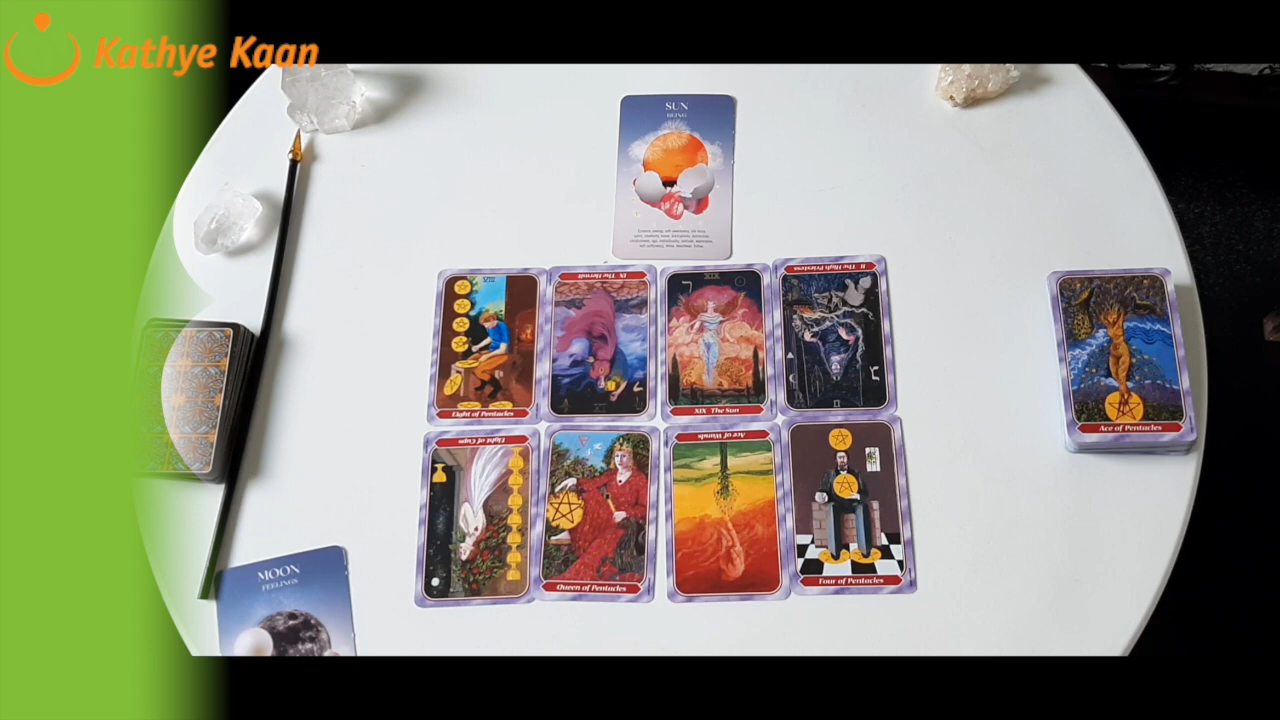 Kathye Kaan
SUN
BEING
IX The Hermit
XIX
II The High Priestess
Eight of Pentacles
XIX The Sun
Ace of Pentacles
Eight of Cups
Ace of Wands
Queen of Pentacles
Four of Pentacles
MOON
FEELINGS